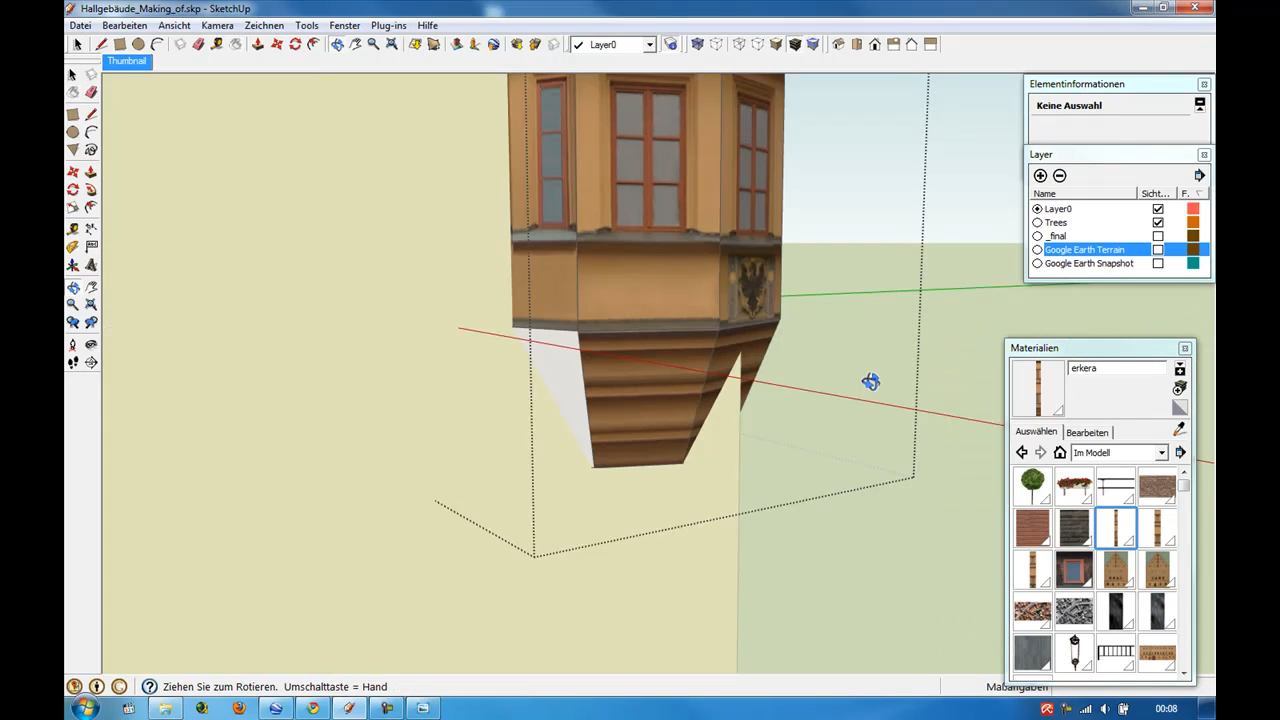 Hallgebäude_Making_of.skp - SketchUp
Datei Bearbeiten Ansicht Kamera Zeichnen Tools Fenster Plug-ins Hilfe
Layer0
Thumbnail
Elementinformationen
Keine Auswahl
Layer
Name Sicht... F.
Layer0
Trees
_final
Google Earth Terrain
Google Earth Snapshot
Materialien
erkera
Auswählen Bearbeiten
Im Modell
Ziehen Sie zum Rotieren. Umschalttaste = Hand
Maßangaben
00:08